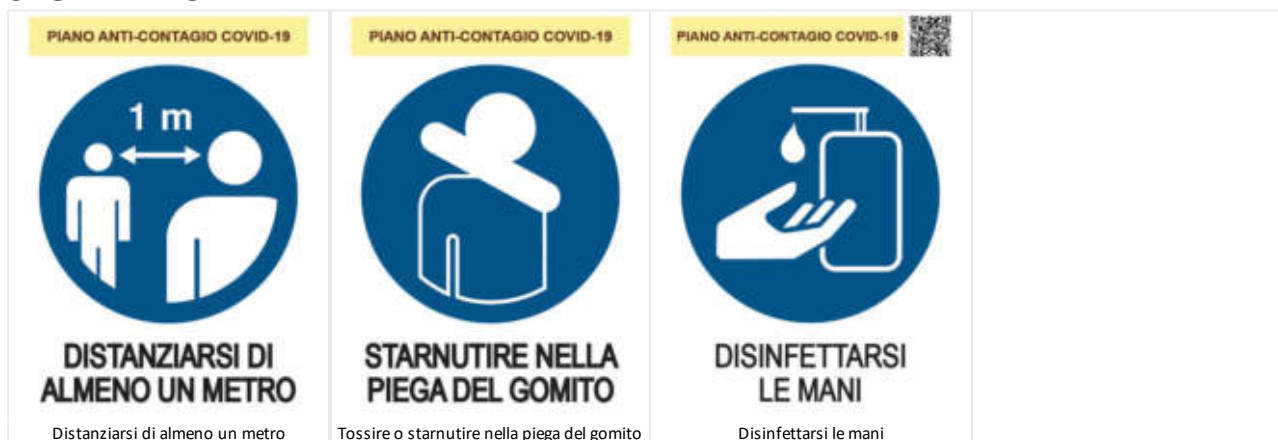 PIANO ANTI-CONTAGIO COVID-19
1 m
DISTANZIARSI DI
ALMENO UN METRO
Distanziarsi di almeno un metro
PIANO ANTI-CONTAGIO COVID-19
STARNUTIRE NELLA
PIEGA DEL GOMITO
Tossire o starnutire nella piega del gomito
PIANO ANTI-CONTAGIO COVID-19
DISINFETTARSI
LE MANI
Disinfettarsi le mani